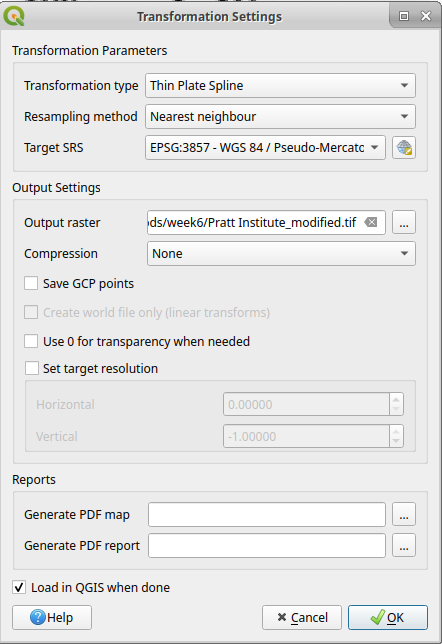 Transformation Settings
Transformation Parameters
Transformation type Thin Plate Spline
Resampling method Nearest neighbour
Target SRS EPSG:3857 - WGS 84 / Pseudo-Mercato
Output Settings
Output raster ods/week6/Pratt Institute_modified.tif ...
Compression None
Save GCP points
Create world file only (linear transforms)
Use 0 for transparency when needed
Set target resolution
Horizontal 0.00000
Vertical -1.00000
Reports
Generate PDF map ...
Generate PDF report ...
Load in QGIS when done
Help Cancel OK